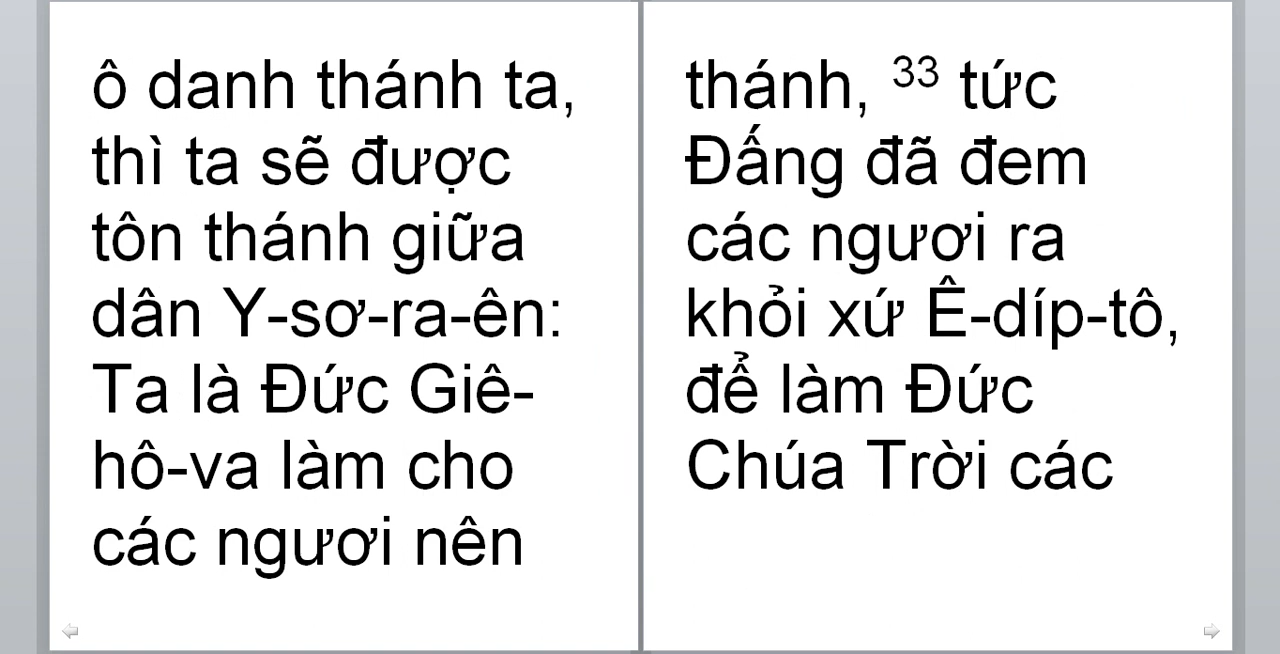 ô danh thánh ta,
thì ta sẽ được
tôn thánh giữa
dân Y-sơ-ra-ên:
Ta là Đức Giê-
hô-va làm cho
các ngươi nên
thánh, 33 tức
Đấng đã đem
các ngươi ra
khỏi xứ Ê-díp-tô,
để làm Đức
Chúa Trời các